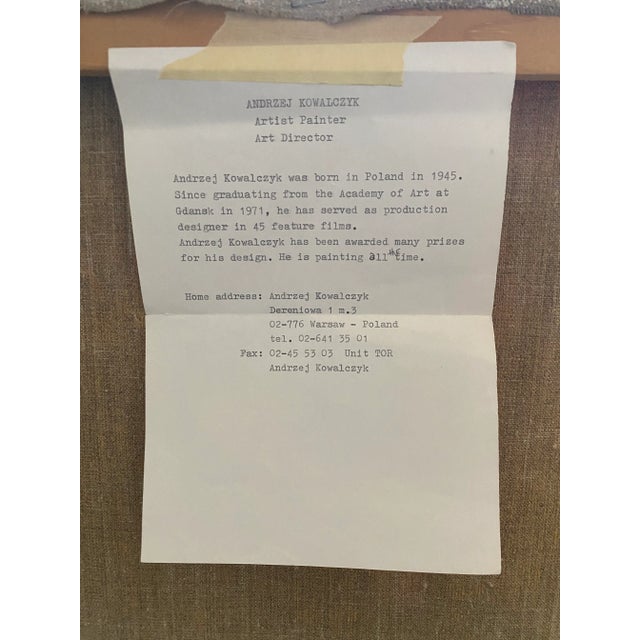 ANDRZEJ KOWALCZYK
Artist Painter
Art Director
Andrzej Kowalczyk was born in Poland in 1945.
Since graduating from the Academy of Art at
Gdansk in 1971, he has served as production
designer in 45 feature films.
Andrzej Kowalczyk has been awarded many prizes
for his design. He is painting all the time.
Home address: Andrzej Kowalczyk
Dereniowa 1 m.3
02-776 Warsaw - Poland
tel. 02-641 35 01
Fax: 02-45 53 03 Unit TOR
Andrzej Kowalczyk